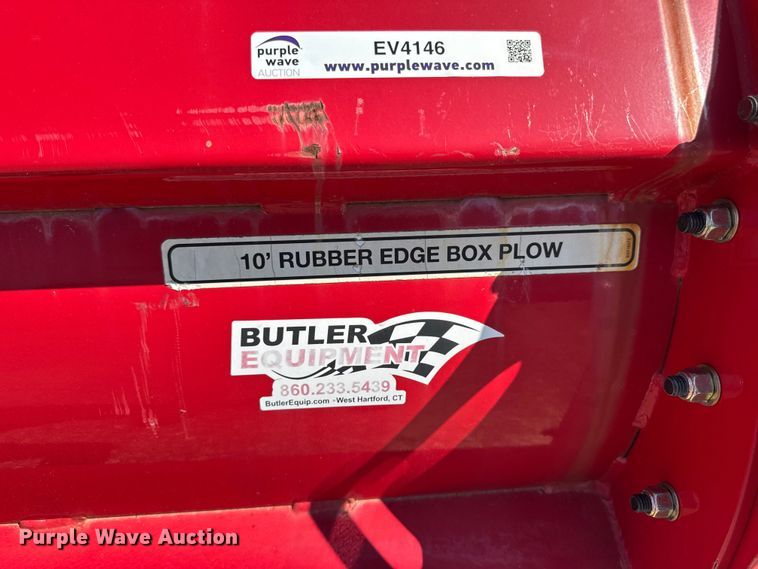 purple
wave
AUCTION
EV4146
www.purplewave.com
10' RUBBER EDGE BOX PLOW
BUTLER
EQUIPMENT
860.233.5439
ButlerEquip.com - West Hartford, CT
Purple Wave Auction